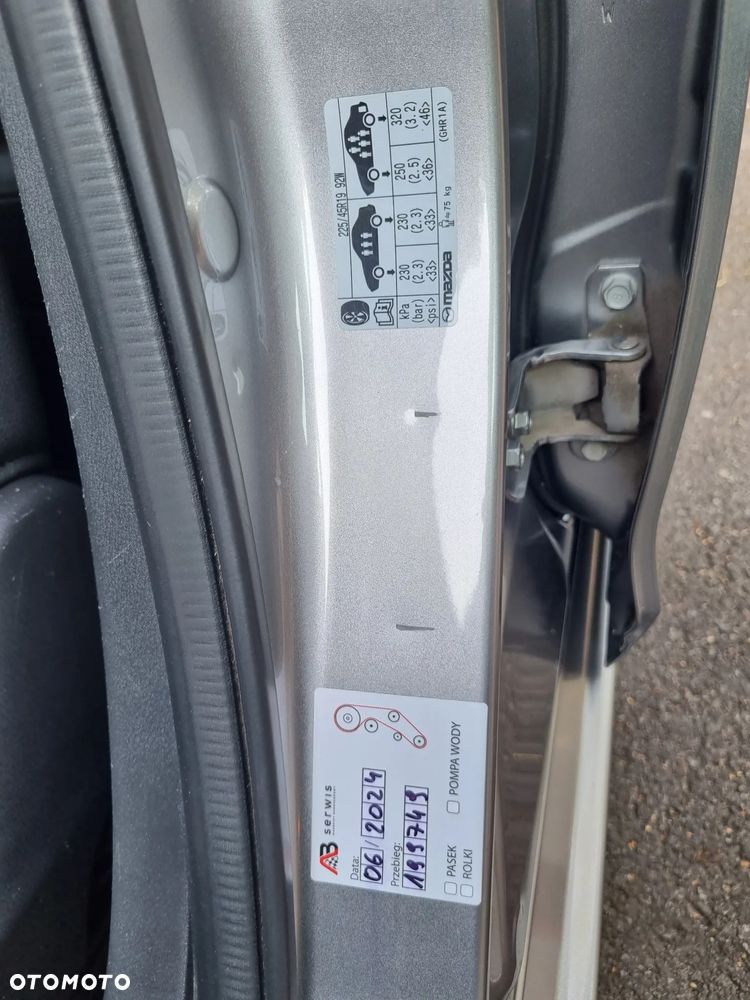 W
225/45R19 92W
kPa 230 230 250 320
(bar) (2.3) (2.3) (2.5) (3.2)
<psi> <33> <33> <36> <46>
mazda ≈75 kg (GHR1A)
AB serwis
Data:
06/2024
Przebieg:
199749
PASEK POMPA WODY
ROLKI
OTOMOTO